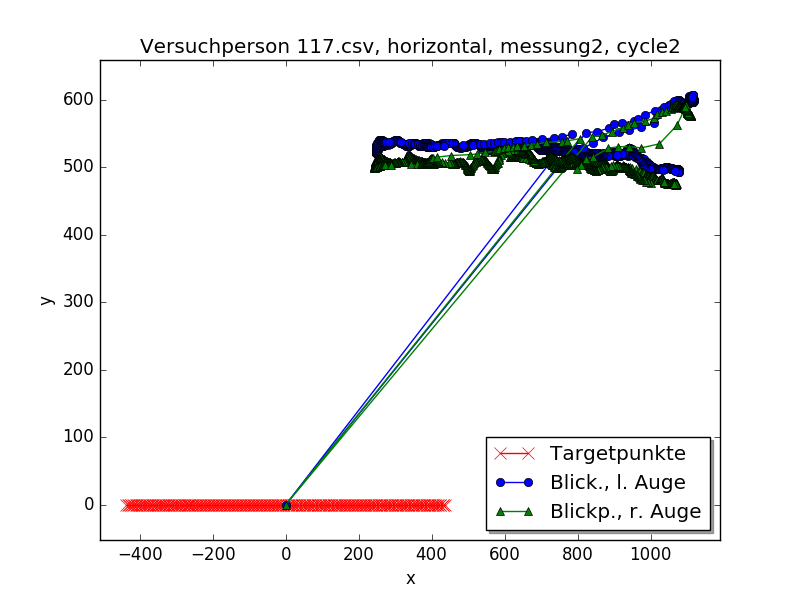 Versuchperson 117.csv, horizontal, messung2, cycle2
y
600
500
400
300
200
100
0
−400
−200
0
200
400
600
800
1000
x
Targetpunkte
Blick., l. Auge
Blickp., r. Auge